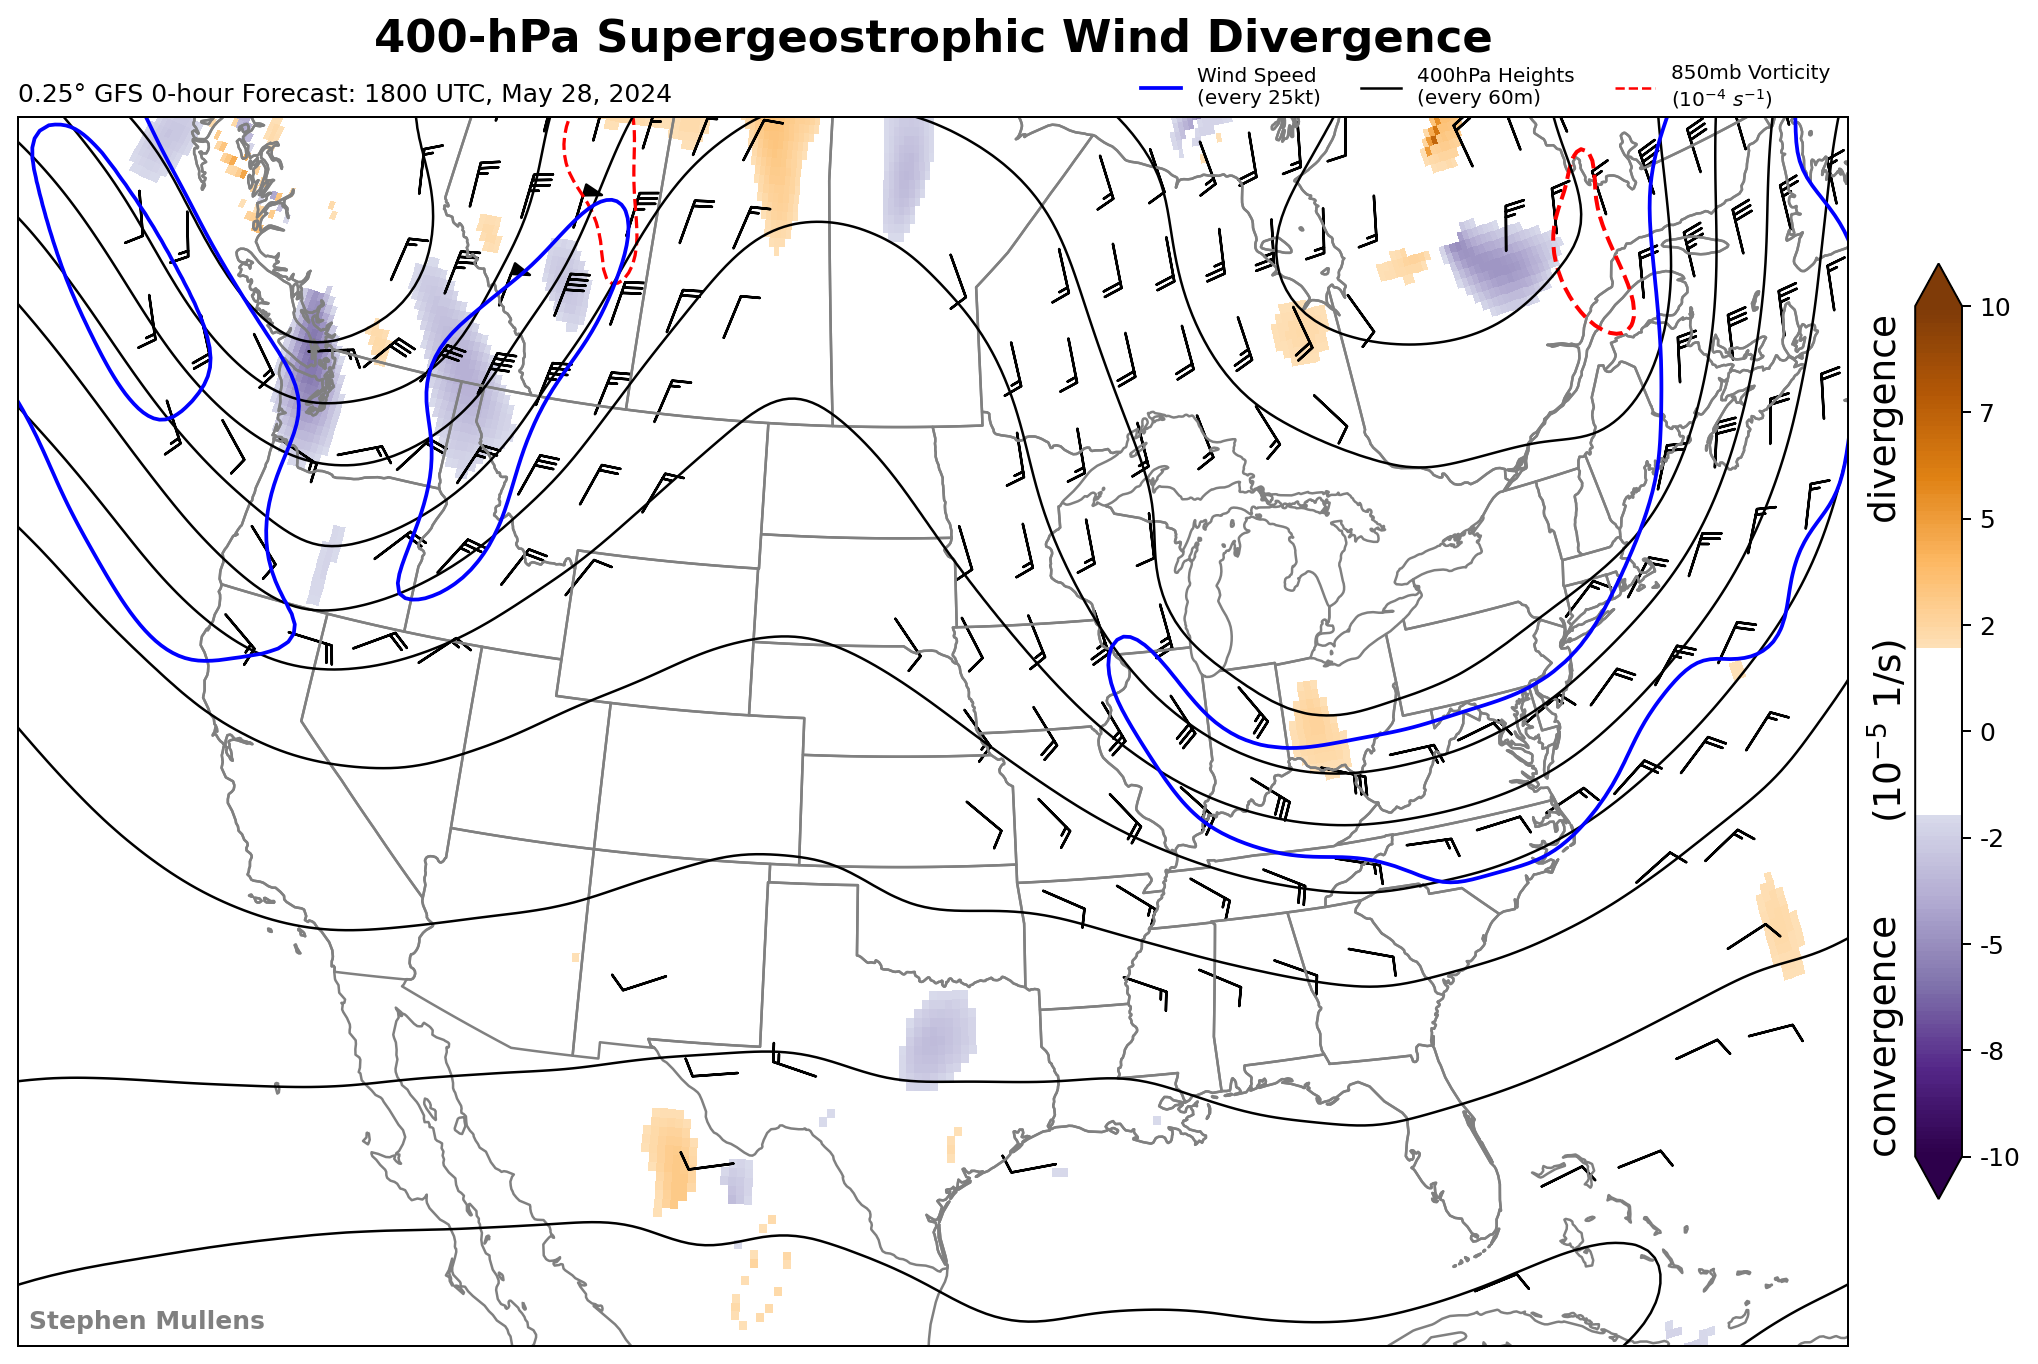 400-hPa Supergeostrophic Wind Divergence
0.25° GFS 0-hour Forecast: 1800 UTC, May 28, 2024
Wind Speed
(every 25kt)
400hPa Heights
(every 60m)
850mb Vorticity
(10⁻⁴ s⁻¹)
10
7
5
2
0
-2
-5
-8
-10
convergence (10⁻⁵ 1/s) divergence
Stephen Mullens